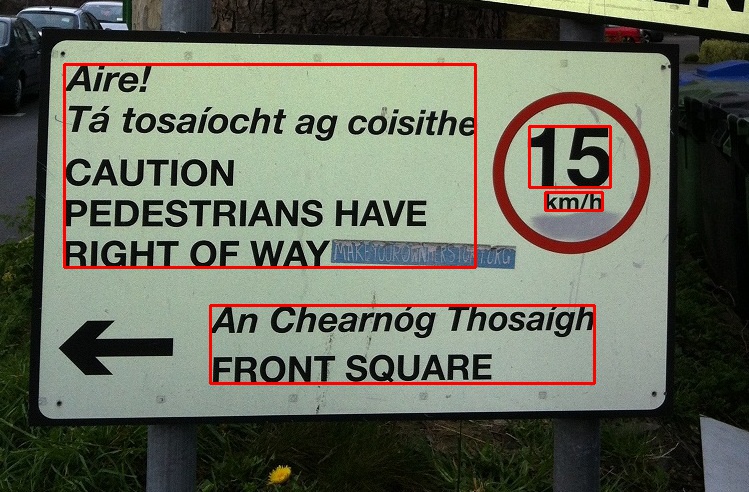 Aire!
Tá tosaíocht ag coisithe
CAUTION
PEDESTRIANS HAVE
RIGHT OF WAY
15
km/h
An Chearnóg Thosaigh
FRONT SQUARE